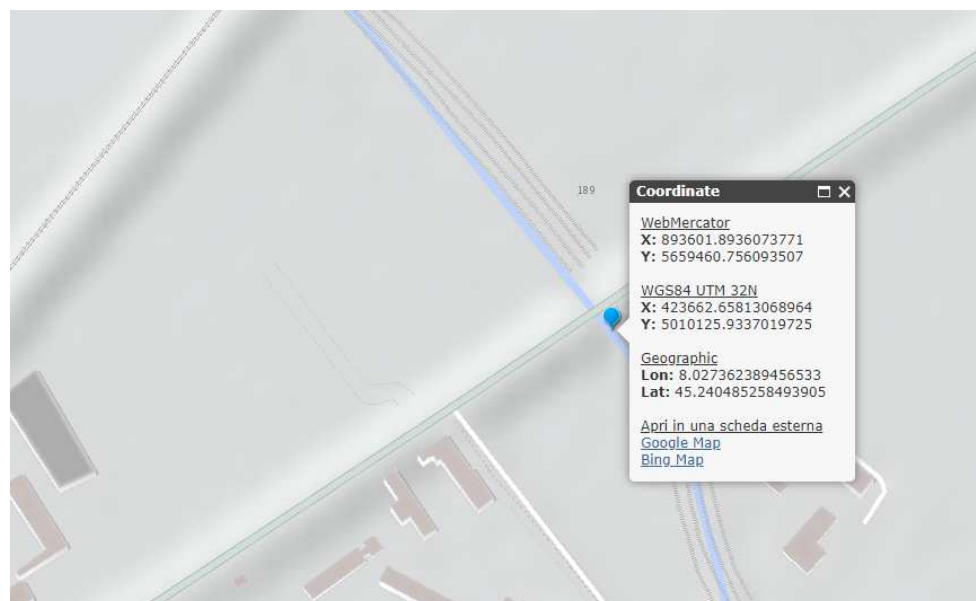 189
Coordinate
WebMercator
X: 893601.8936073771
Y: 5659460.756093507
WGS84 UTM 32N
X: 423662.65813068964
Y: 5010125.9337019725
Geographic
Lon: 8.027362389456533
Lat: 45.240485258493905
Apri in una scheda esterna
Google Map
Bing Map